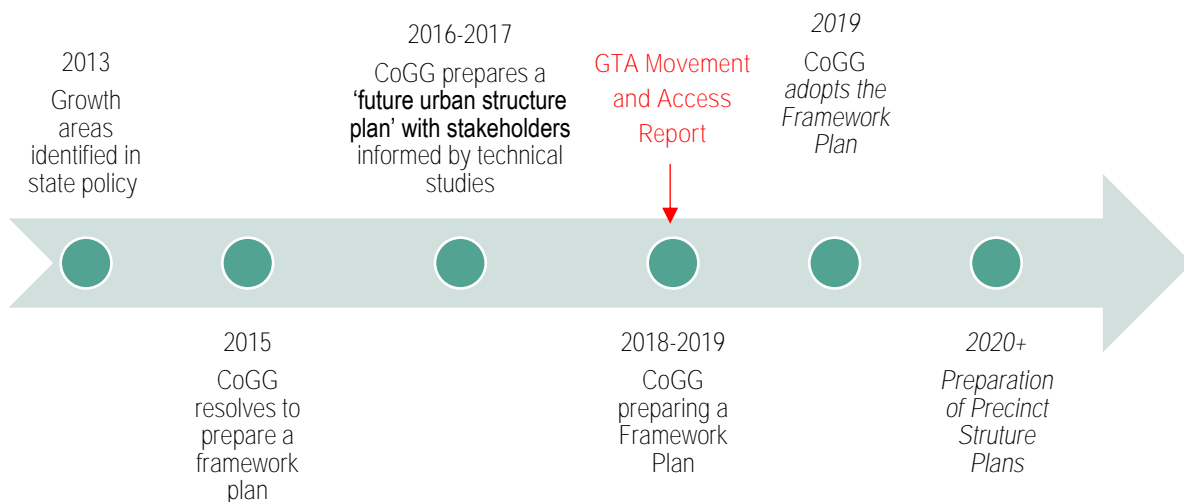 2013
Growth
areas
identified in
state policy
2015
CoGG
resolves to
prepare a
framework
plan
2016-2017
CoGG prepares a
‘future urban structure
plan’ with stakeholders
informed by technical
studies
GTA Movement
and Access
Report
2018-2019
CoGG
preparing a
Framework
Plan
2019
CoGG
adopts the
Framework
Plan
2020+
Preparation
of Precinct
Struture
Plans